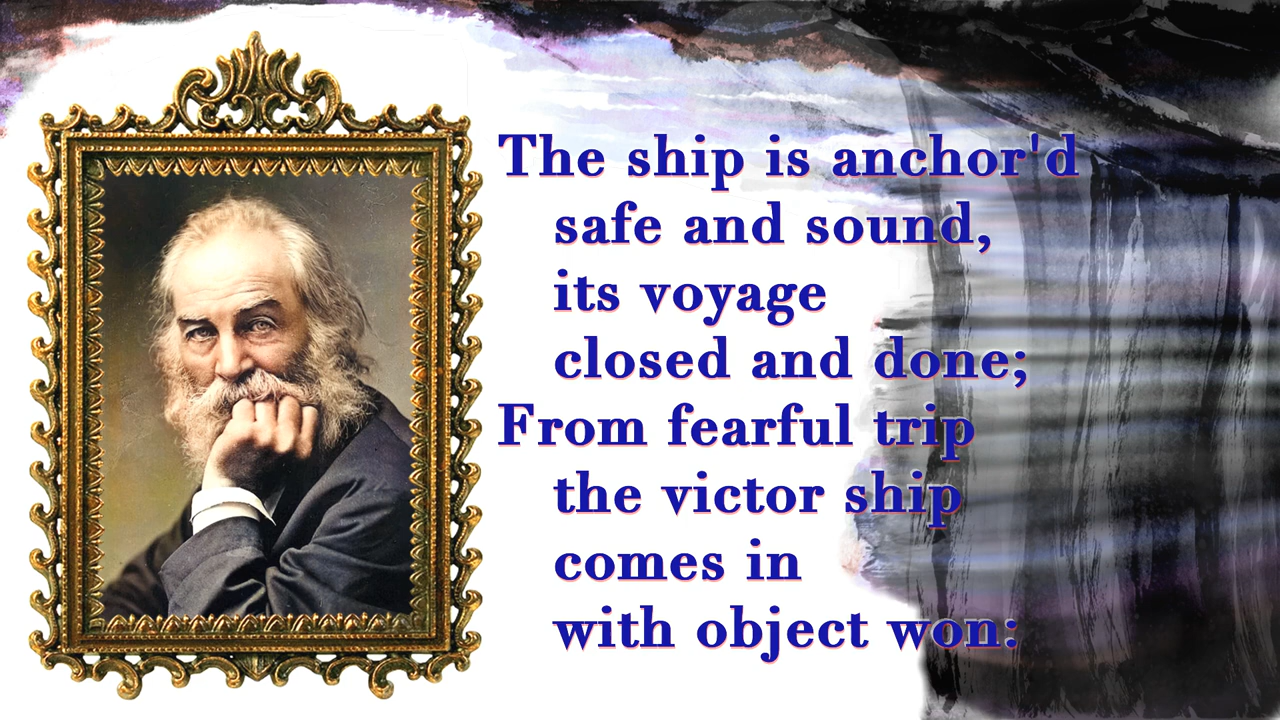 The ship is anchor'd
safe and sound,
its voyage
closed and done;
From fearful trip
the victor ship
comes in
with object won: